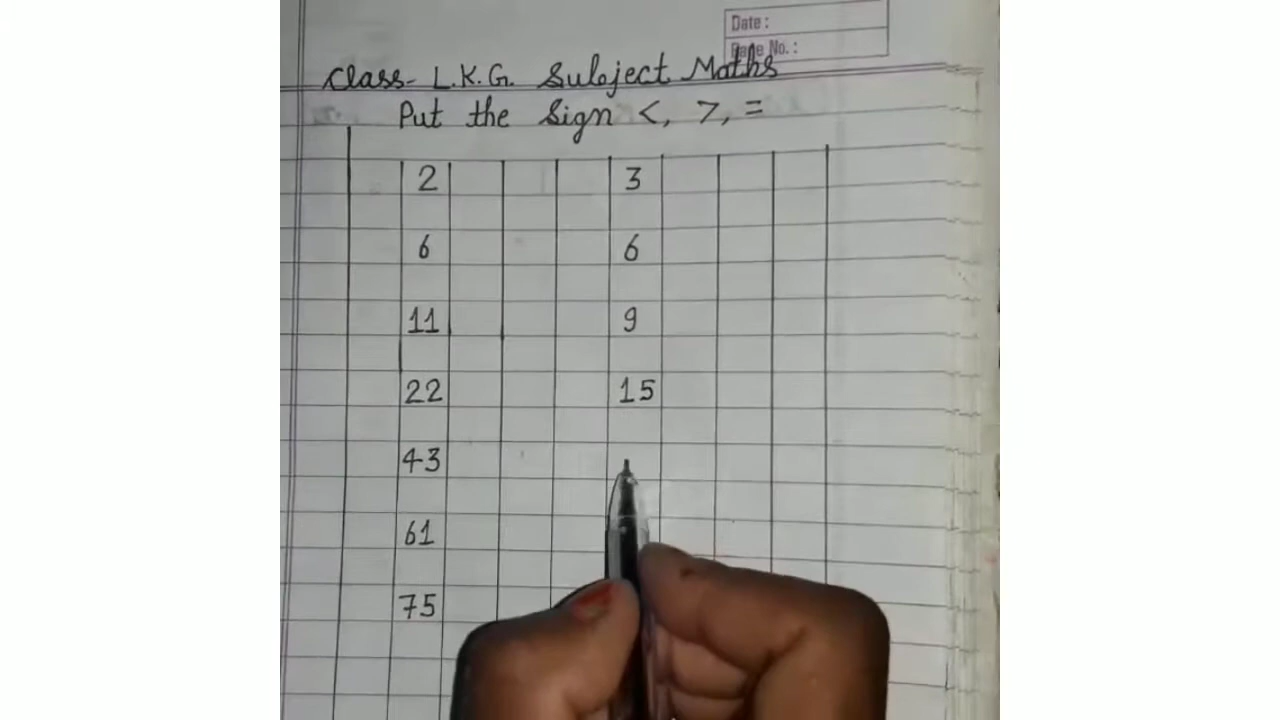 Date :
Page No. :
Class- L.K.G. Subject Maths
Put the Sign <, >, =
2 3
6 6
11 9
22 15
43
61
75